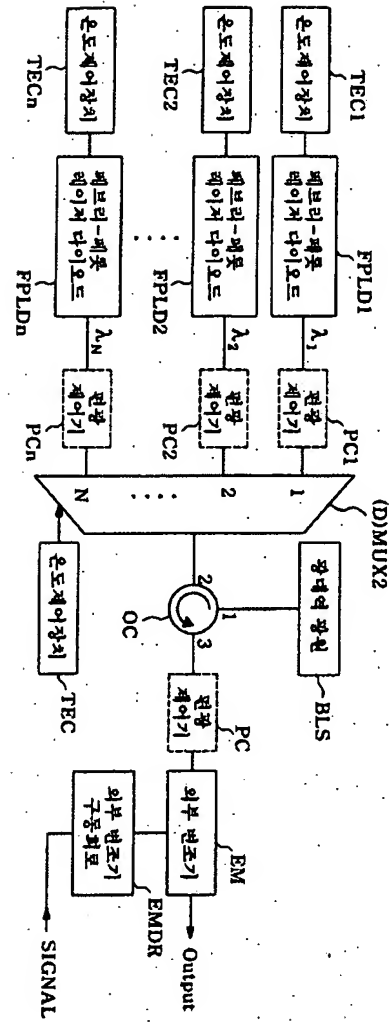 TEC1
온도제어장치
FPLD1
페브리-페롯
레이저 다이오드
λ1
PC1
편광
제어기
(D)MUX2
1
광대역 광원
BLS
TEC2
온도제어장치
FPLD2
페브리-페롯
레이저 다이오드
λ2
PC2
편광
제어기
2
1
2
3
OC
PC
편광
제어기
EM
외부 변조기
Output
TECn
온도제어장치
FPLDn
페브리-페롯
레이저 다이오드
λN
PCn
편광
제어기
N
온도제어장치
TEC
외부 변조기
구동회로
EMDR
SIGNAL